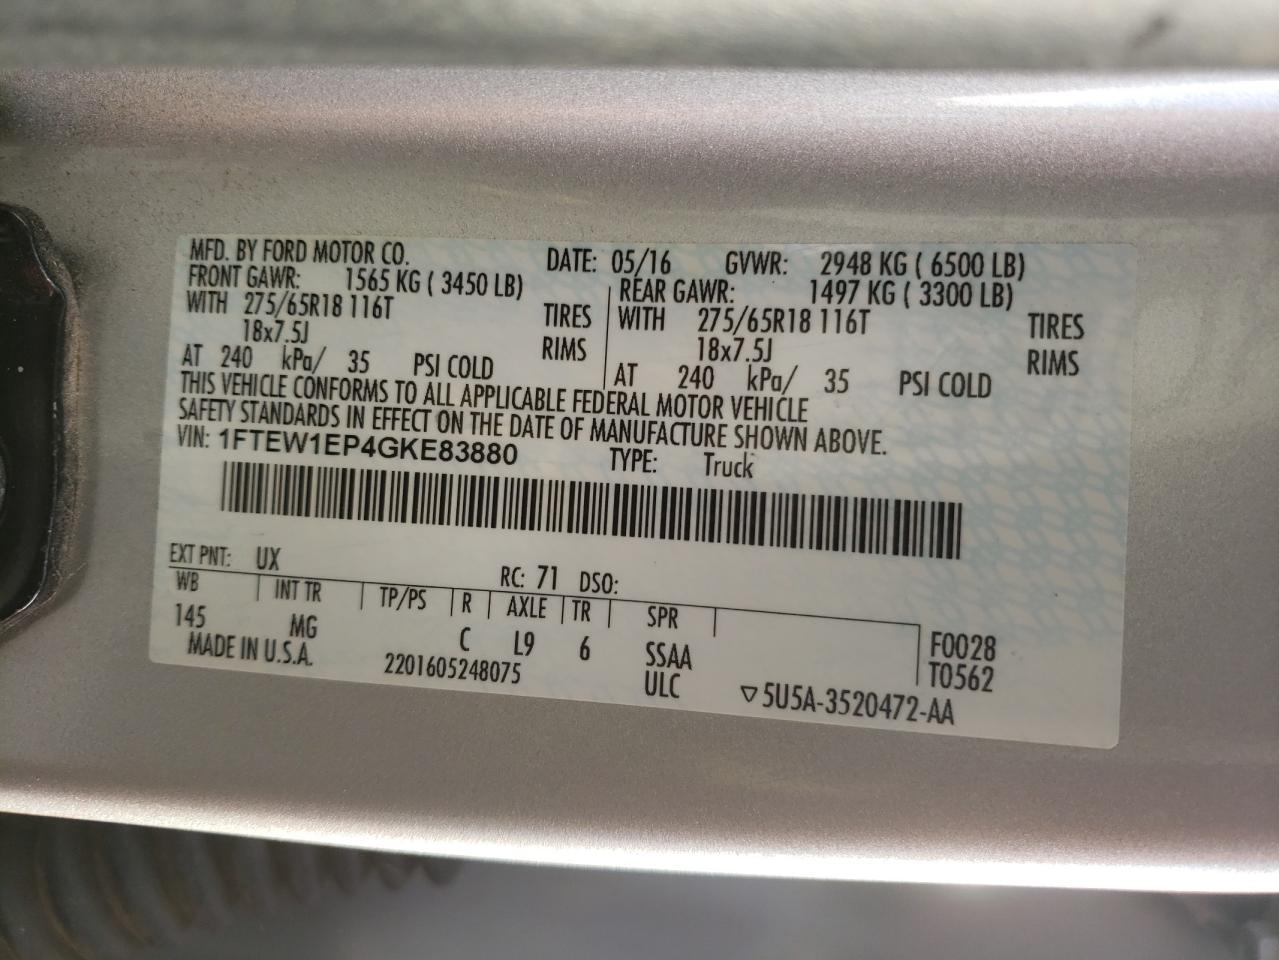 MFD. BY FORD MOTOR CO. DATE: 05/16 GVWR: 2948 KG ( 6500 LB)
FRONT GAWR: 1565 KG ( 3450 LB) REAR GAWR: 1497 KG ( 3300 LB)
WITH 275/65R18 116T TIRES WITH 275/65R18 116T TIRES
18x7.5J RIMS 18x7.5J RIMS
AT 240 kPa/ 35 PSI COLD AT 240 kPa/ 35 PSI COLD
THIS VEHICLE CONFORMS TO ALL APPLICABLE FEDERAL MOTOR VEHICLE
SAFETY STANDARDS IN EFFECT ON THE DATE OF MANUFACTURE SHOWN ABOVE.
VIN: 1FTEW1EP4GKE83880 TYPE: Truck
EXT PNT: UX RC: 71 DSO:
WB INT TR TP/PS R AXLE TR SPR
145 MG C L9 6 SSAA F0028
MADE IN U.S.A. 2201605248075 ULC T0562
▽5U5A-3520472-AA